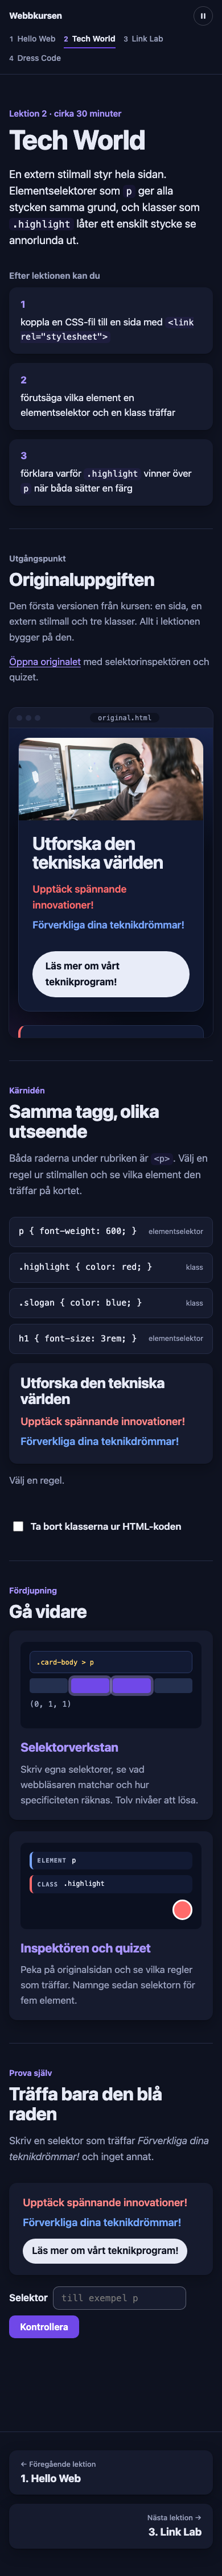 Webbkursen
1 Hello Web 2 Tech World 3 Link Lab
4 Dress Code
Lektion 2 · cirka 30 minuter
Tech World
En extern stilmall styr hela sidan.
Elementselektorer som p ger alla
stycken samma grund, och klasser som
.highlight låter ett enskilt stycke se
annorlunda ut.
Efter lektionen kan du
1
koppla en CSS-fil till en sida med <link
rel="stylesheet">
2
förutsäga vilka element en
elementselektor och en klass träffar
3
förklara varför .highlight vinner över
p när båda sätter en färg
Utgångspunkt
Originaluppgiften
Den första versionen från kursen: en sida, en
extern stilmall och tre klasser. Allt i lektionen
bygger på den.
Öppna originalet med selektorinspektören och
quizet.
original.html
Utforska den
tekniska världen
Upptäck spännande
innovationer!
Förverkliga dina teknikdrömmar!
Läs mer om vårt
teknikprogram!
Kärnidén
Samma tagg, olika
utseende
Båda raderna under rubriken är <p>. Välj en
regel ur stilmallen och se vilka element den
träffar på kortet.
p { font-weight: 600; } elementselektor
.highlight { color: red; } klass
.slogan { color: blue; } klass
h1 { font-size: 3rem; } elementselektor
Utforska den tekniska
världen
Upptäck spännande innovationer!
Förverkliga dina teknikdrömmar!
Välj en regel.
Ta bort klasserna ur HTML-koden
Fördjupning
Gå vidare
.card-body > p
(0, 1, 1)
Selektorverkstan
Skriv egna selektorer, se vad
webbläsaren matchar och hur
specificiteten räknas. Tolv nivåer att lösa.
ELEMENT p
CLASS .highlight
Inspektören och quizet
Peka på originalsidan och se vilka regler
som träffar. Namnge sedan selektorn för
fem element.
Prova själv
Träffa bara den blå
raden
Skriv en selektor som träffar Förverkliga dina
teknikdrömmar! och inget annat.
Upptäck spännande innovationer!
Förverkliga dina teknikdrömmar!
Läs mer om vårt teknikprogram!
Selektor till exempel p
Kontrollera
← Föregående lektion
1. Hello Web
Nästa lektion →
3. Link Lab